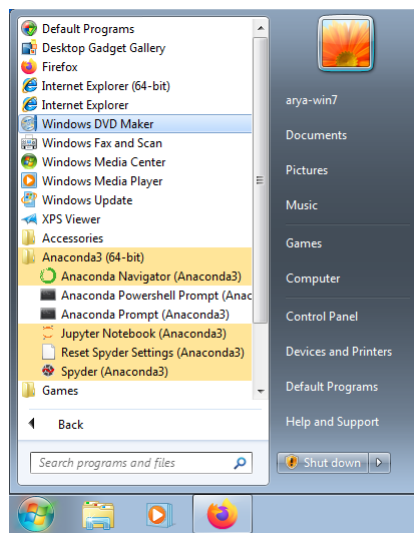 Default Programs
Desktop Gadget Gallery
Firefox
Internet Explorer (64-bit)
Internet Explorer
Windows DVD Maker
Windows Fax and Scan
Windows Media Center
Windows Media Player
Windows Update
XPS Viewer
Accessories
Anaconda3 (64-bit)
Anaconda Navigator (Anaconda3)
Anaconda Powershell Prompt (Anac
Anaconda Prompt (Anaconda3)
Jupyter Notebook (Anaconda3)
Reset Spyder Settings (Anaconda3)
Spyder (Anaconda3)
Games
Back
Search programs and files
arya-win7
Documents
Pictures
Music
Games
Computer
Control Panel
Devices and Printers
Default Programs
Help and Support
Shut down